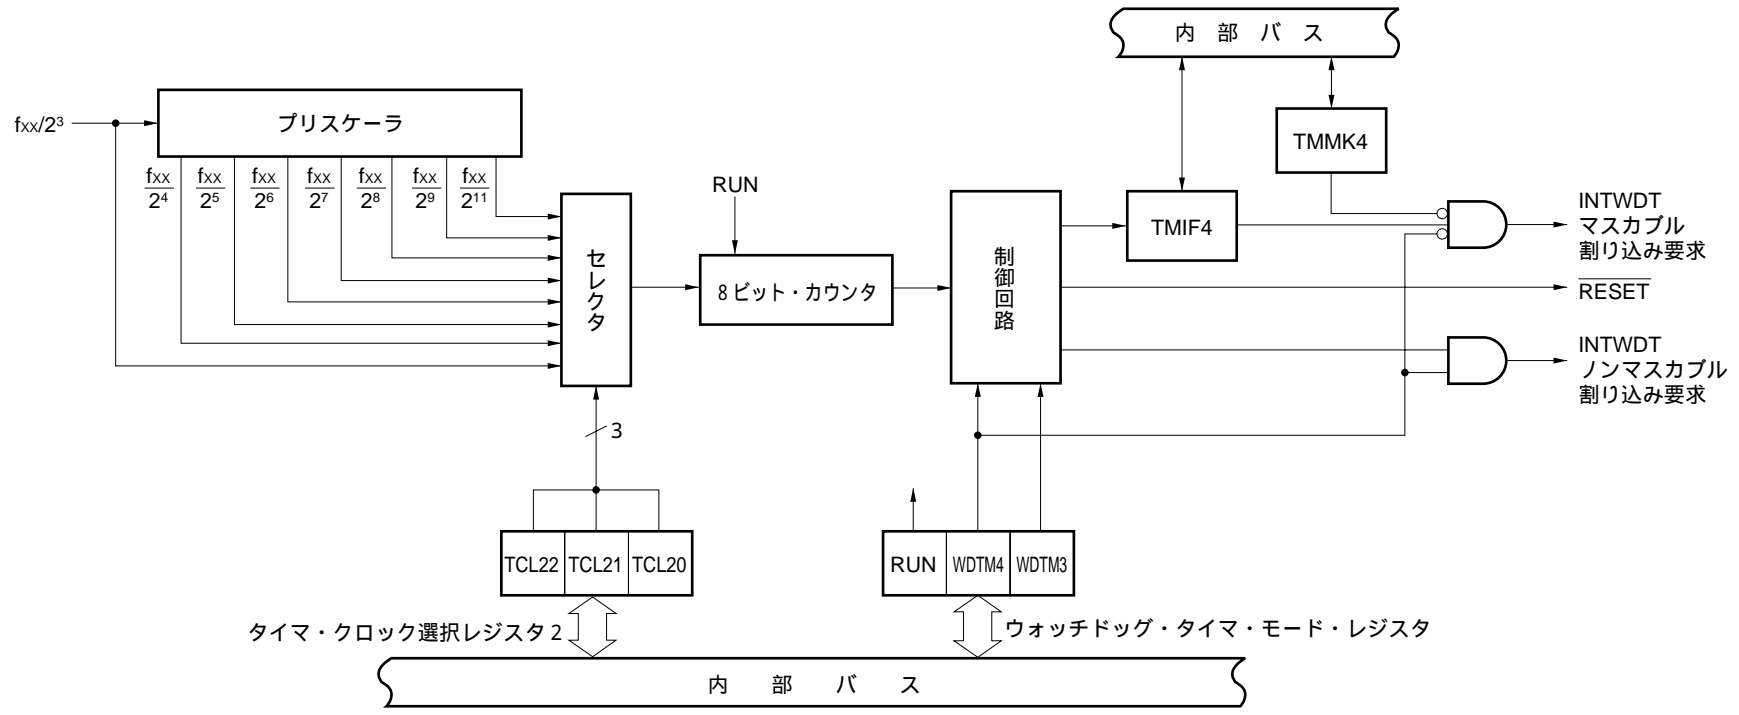 内 部 バ ス
fXX/2³
プリスケーラ
TMMK4
fXX/2⁴ fXX/2⁵ fXX/2⁶ fXX/2⁷ fXX/2⁸ fXX/2⁹ fXX/2¹¹
RUN
セレクタ
8ビット・カウンタ
制御回路
TMIF4
INTWDT
マスカブル
割り込み要求
RESET
INTWDT
ノンマスカブル
割り込み要求
3
TCL22 TCL21 TCL20
RUN WDTM4 WDTM3
タイマ・クロック選択レジスタ2
ウォッチドッグ・タイマ・モード・レジスタ
内 部 バ ス